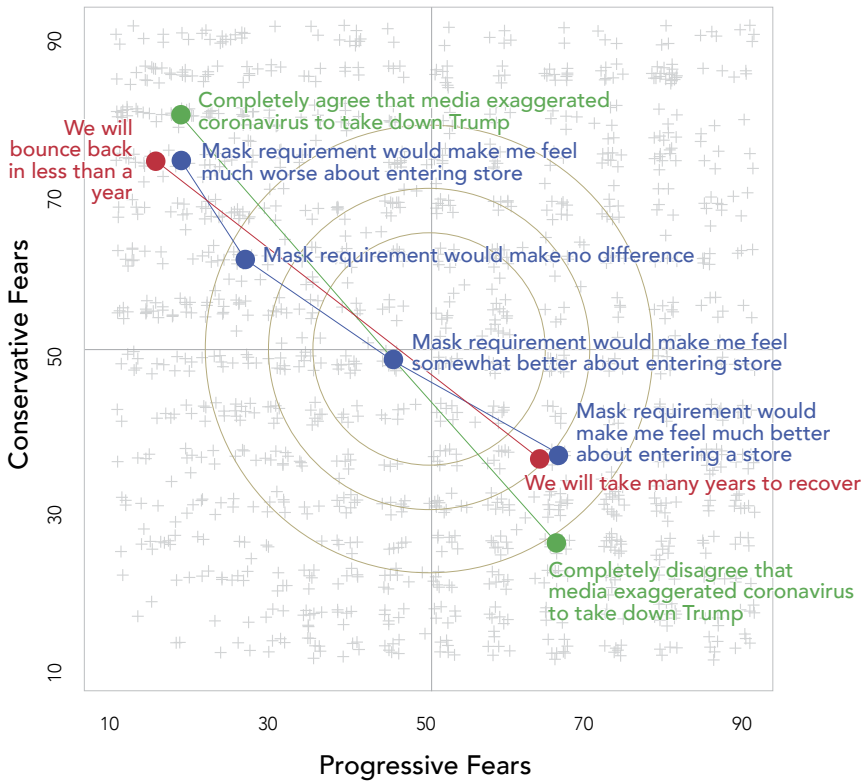 90
Completely agree that media exaggerated
coronavirus to take down Trump
We will
bounce back
in less than a
year
Mask requirement would make me feel
much worse about entering store
70
Mask requirement would make no difference
Conservative Fears
Mask requirement would make me feel
somewhat better about entering store
50
Mask requirement would
make me feel much better
about entering a store
We will take many years to recover
30
Completely disagree that
media exaggerated coronavirus
to take down Trump
10
10 30 50 70 90
Progressive Fears